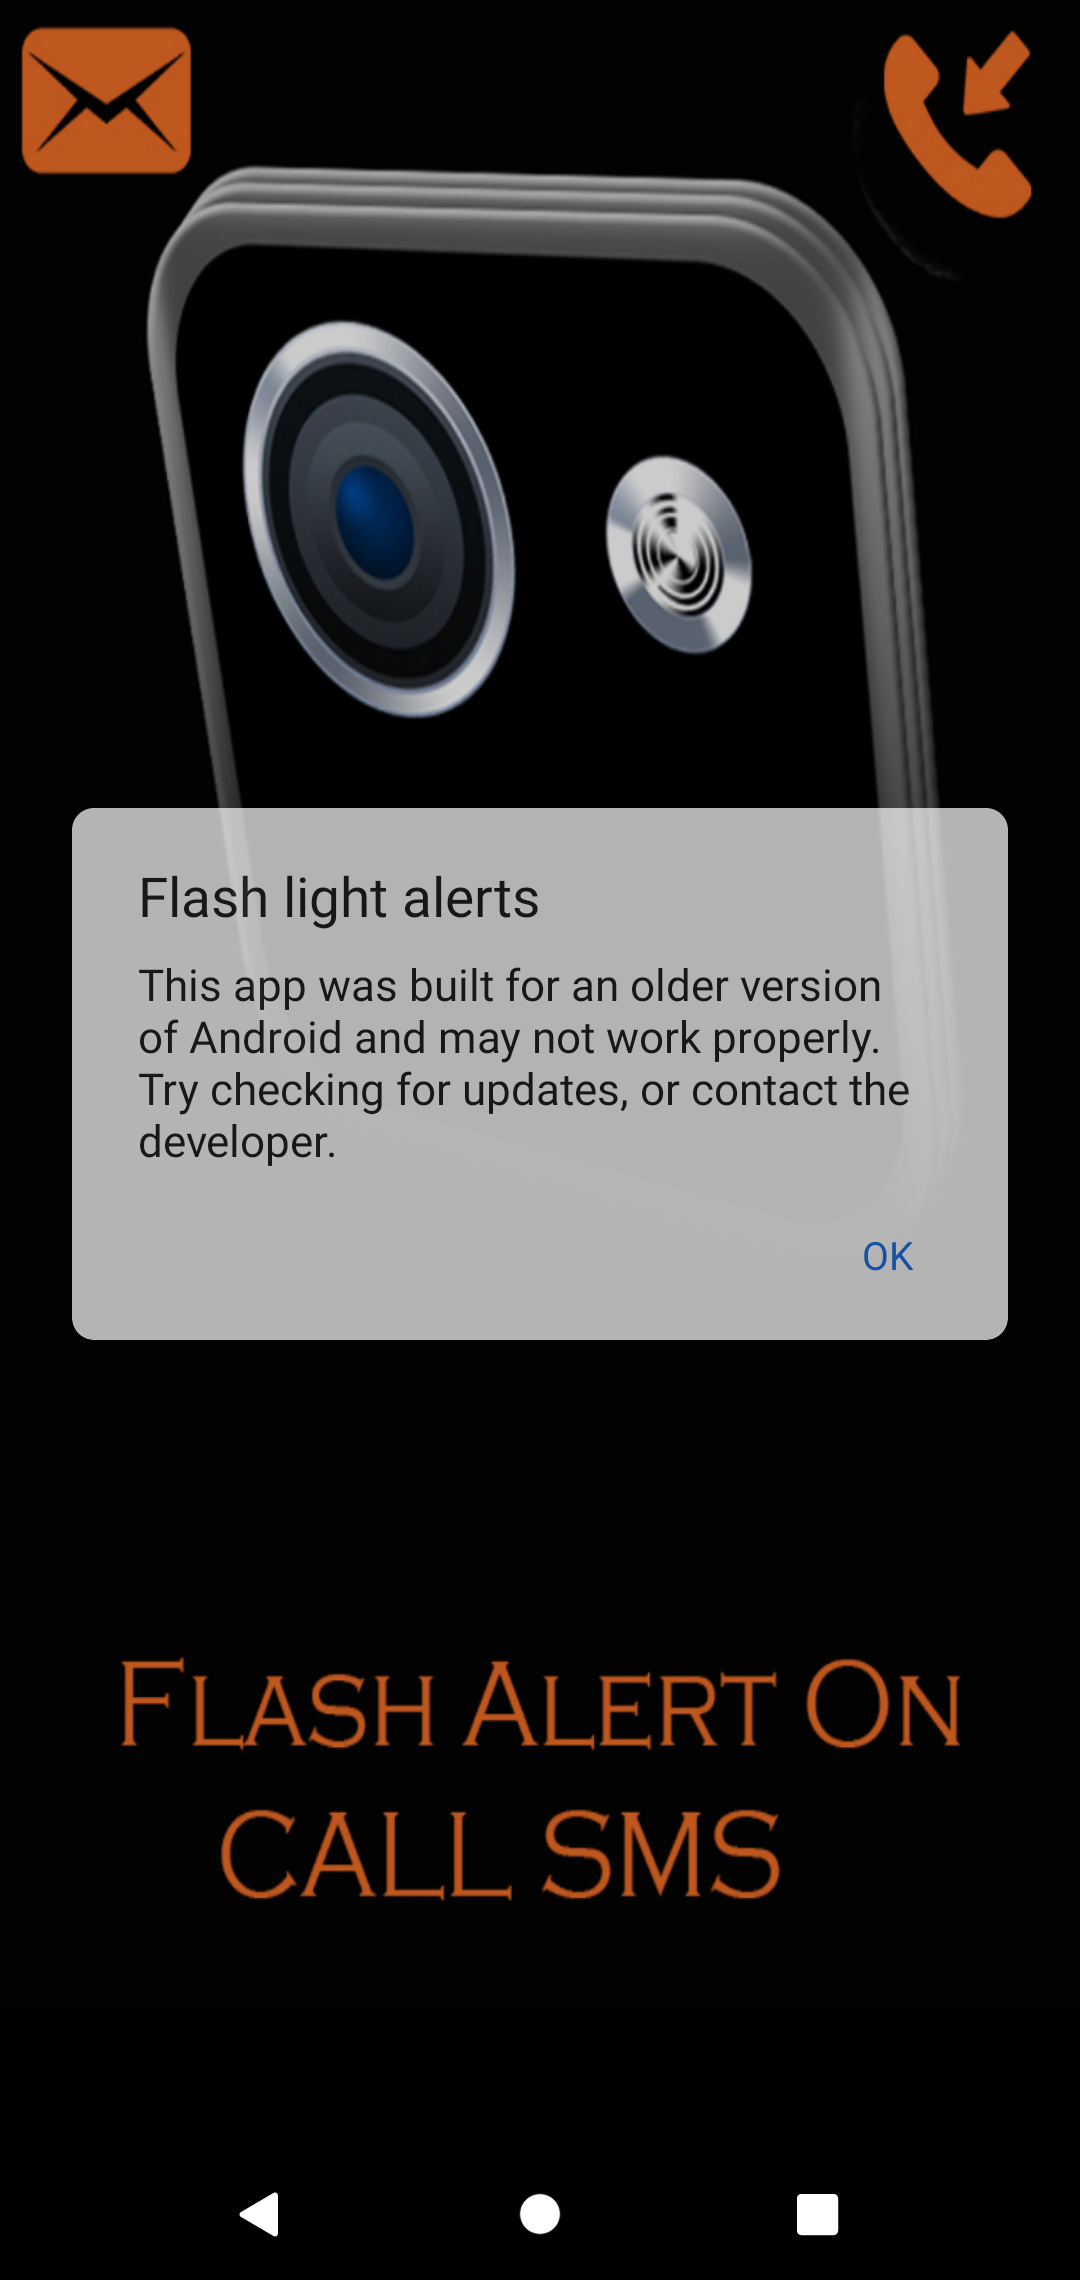 Flash light alerts
This app was built for an older version
of Android and may not work properly.
Try checking for updates, or contact the
developer.
OK
FLASH ALERT ON
CALL SMS